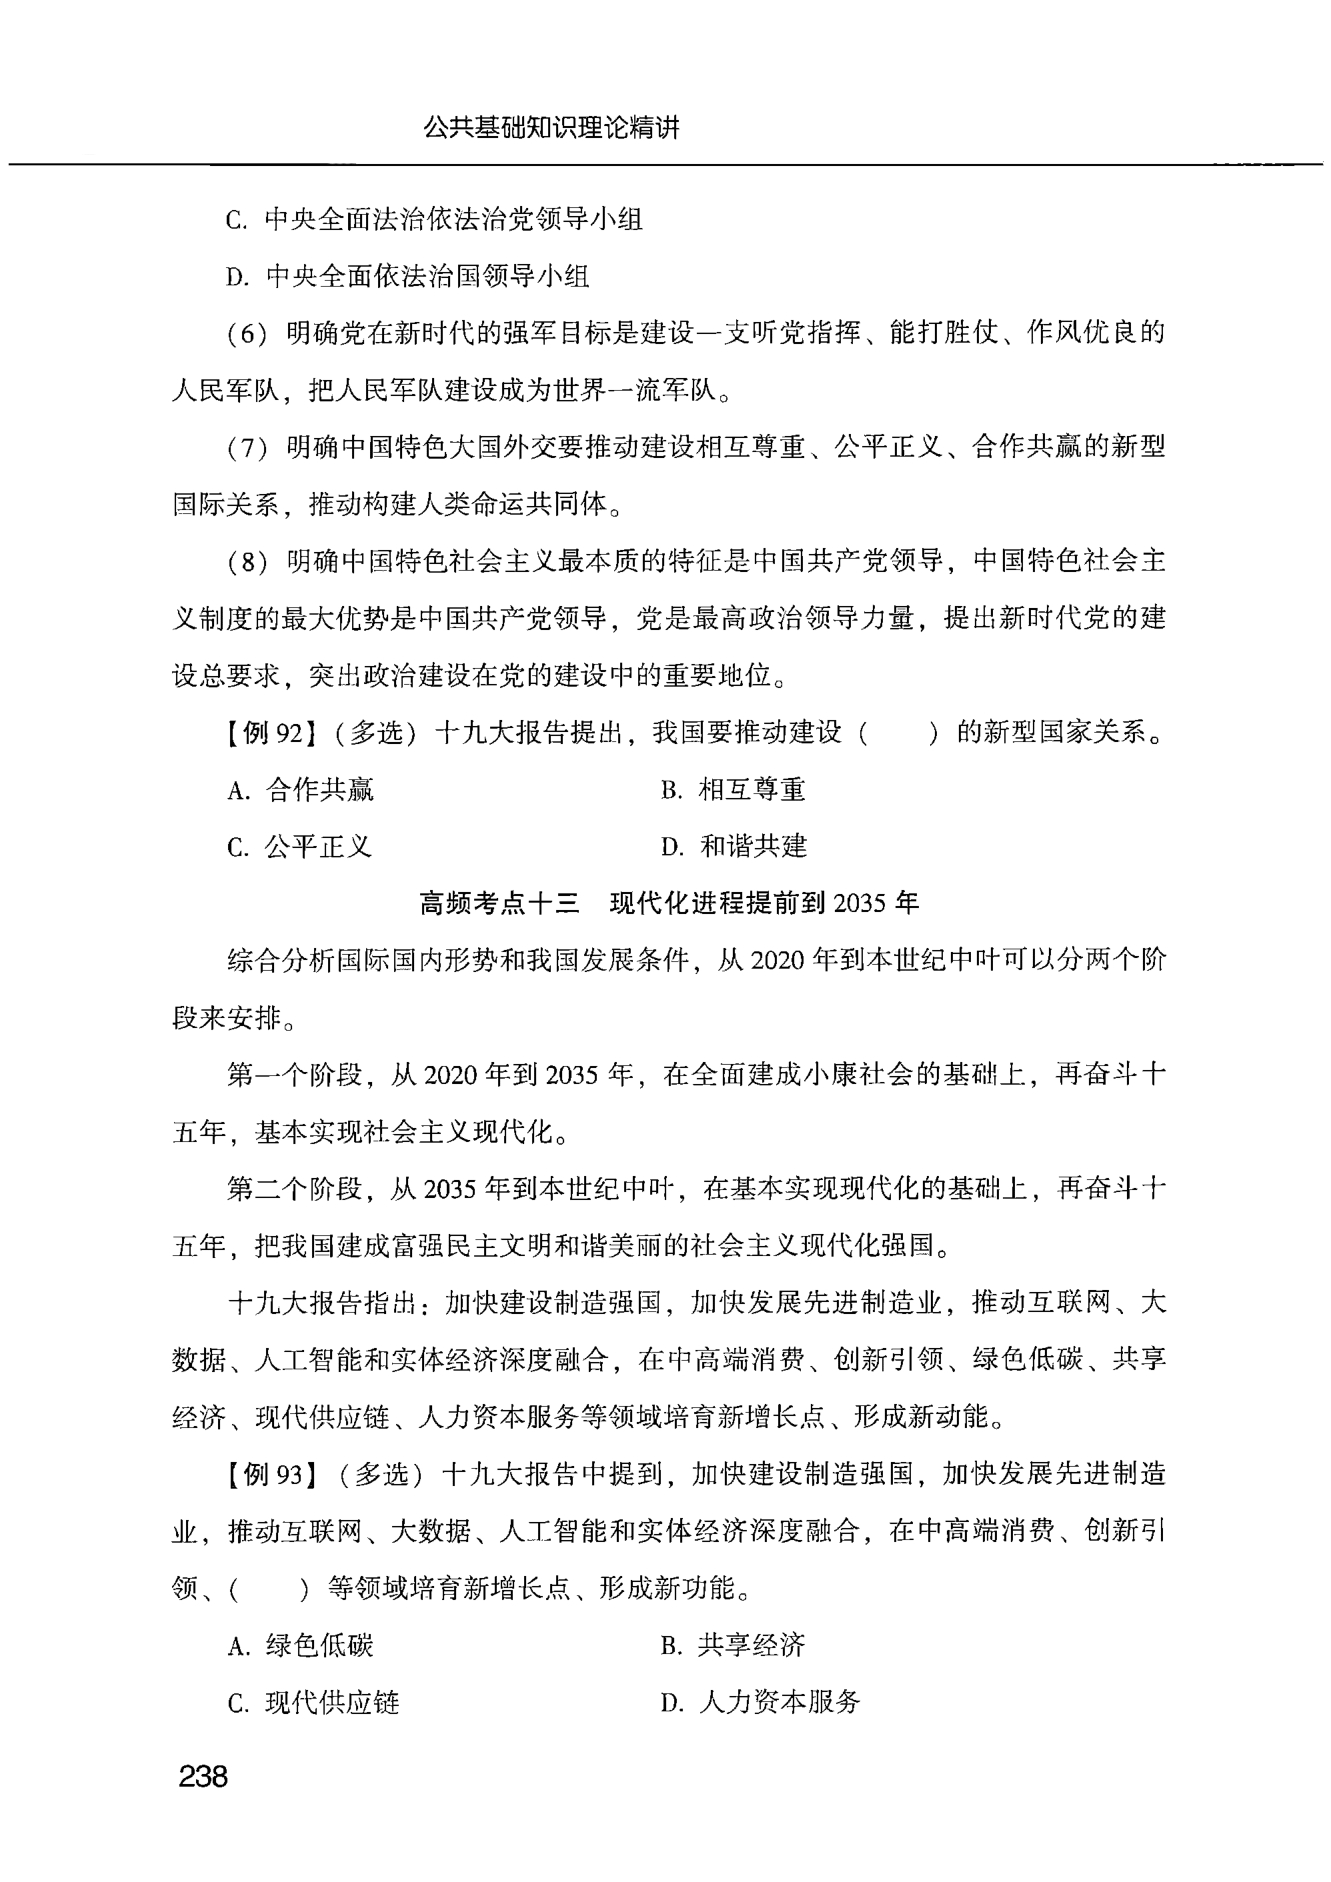 公共基础知识理论精讲
C. 中央全面法治依法治党领导小组
D. 中央全面依法治国领导小组
(6) 明确党在新时代的强军目标是建设一支听党指挥、能打胜仗、作风优良的
人民军队，把人民军队建设成为世界一流军队。
(7) 明确中国特色大国外交要推动建设相互尊重、公平正义、合作共赢的新型
国际关系，推动构建人类命运共同体。
(8) 明确中国特色社会主义最本质的特征是中国共产党领导，中国特色社会主
义制度的最大优势是中国共产党领导，党是最高政治领导力量，提出新时代党的建
设总要求，突出政治建设在党的建设中的重要地位。
【例 92】(多选) 十九大报告提出，我国要推动建设 (　　) 的新型国家关系。
A. 合作共赢　　B. 相互尊重
C. 公平正义　　D. 和谐共建
高频考点十三　现代化进程提前到 2035 年
综合分析国际国内形势和我国发展条件，从 2020 年到本世纪中叶可以分两个阶
段来安排。
第一个阶段，从 2020 年到 2035 年，在全面建成小康社会的基础上，再奋斗十
五年，基本实现社会主义现代化。
第二个阶段，从 2035 年到本世纪中叶，在基本实现现代化的基础上，再奋斗十
五年，把我国建成富强民主文明和谐美丽的社会主义现代化强国。
十九大报告指出：加快建设制造强国，加快发展先进制造业，推动互联网、大
数据、人工智能和实体经济深度融合，在中高端消费、创新引领、绿色低碳、共享
经济、现代供应链、人力资本服务等领域培育新增长点、形成新动能。
【例 93】(多选) 十九大报告中提到，加快建设制造强国，加快发展先进制造
业，推动互联网、大数据、人工智能和实体经济深度融合，在中高端消费、创新引
领、(　　) 等领域培育新增长点、形成新功能。
A. 绿色低碳　　B. 共享经济
C. 现代供应链　　D. 人力资本服务
238